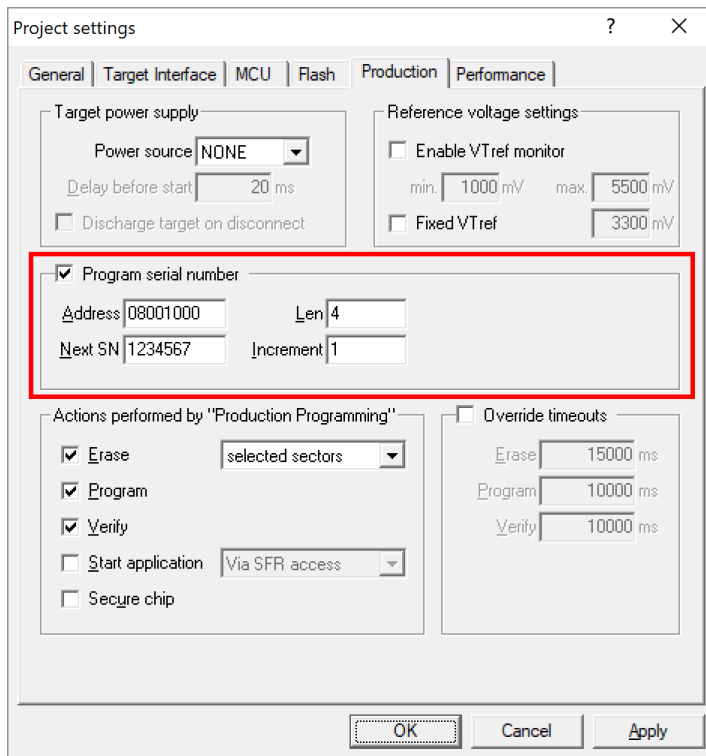 Project settings
?
General
Target Interface
MCU
Flash
Production
Performance
Target power supply
Power source NONE
Delay before start 20 ms
Discharge target on disconnect
Reference voltage settings
Enable VTref monitor
min. 1000 mV max. 5500 mV
Fixed VTref 3300 mV
Program serial number
Address 08001000 Len 4
Next SN 1234567 Increment 1
Actions performed by "Production Programming"
Erase selected sectors
Program
Verify
Start application Via SFR access
Secure chip
Override timeouts
Erase 15000 ms
Program 10000 ms
Verify 10000 ms
OK Cancel Apply